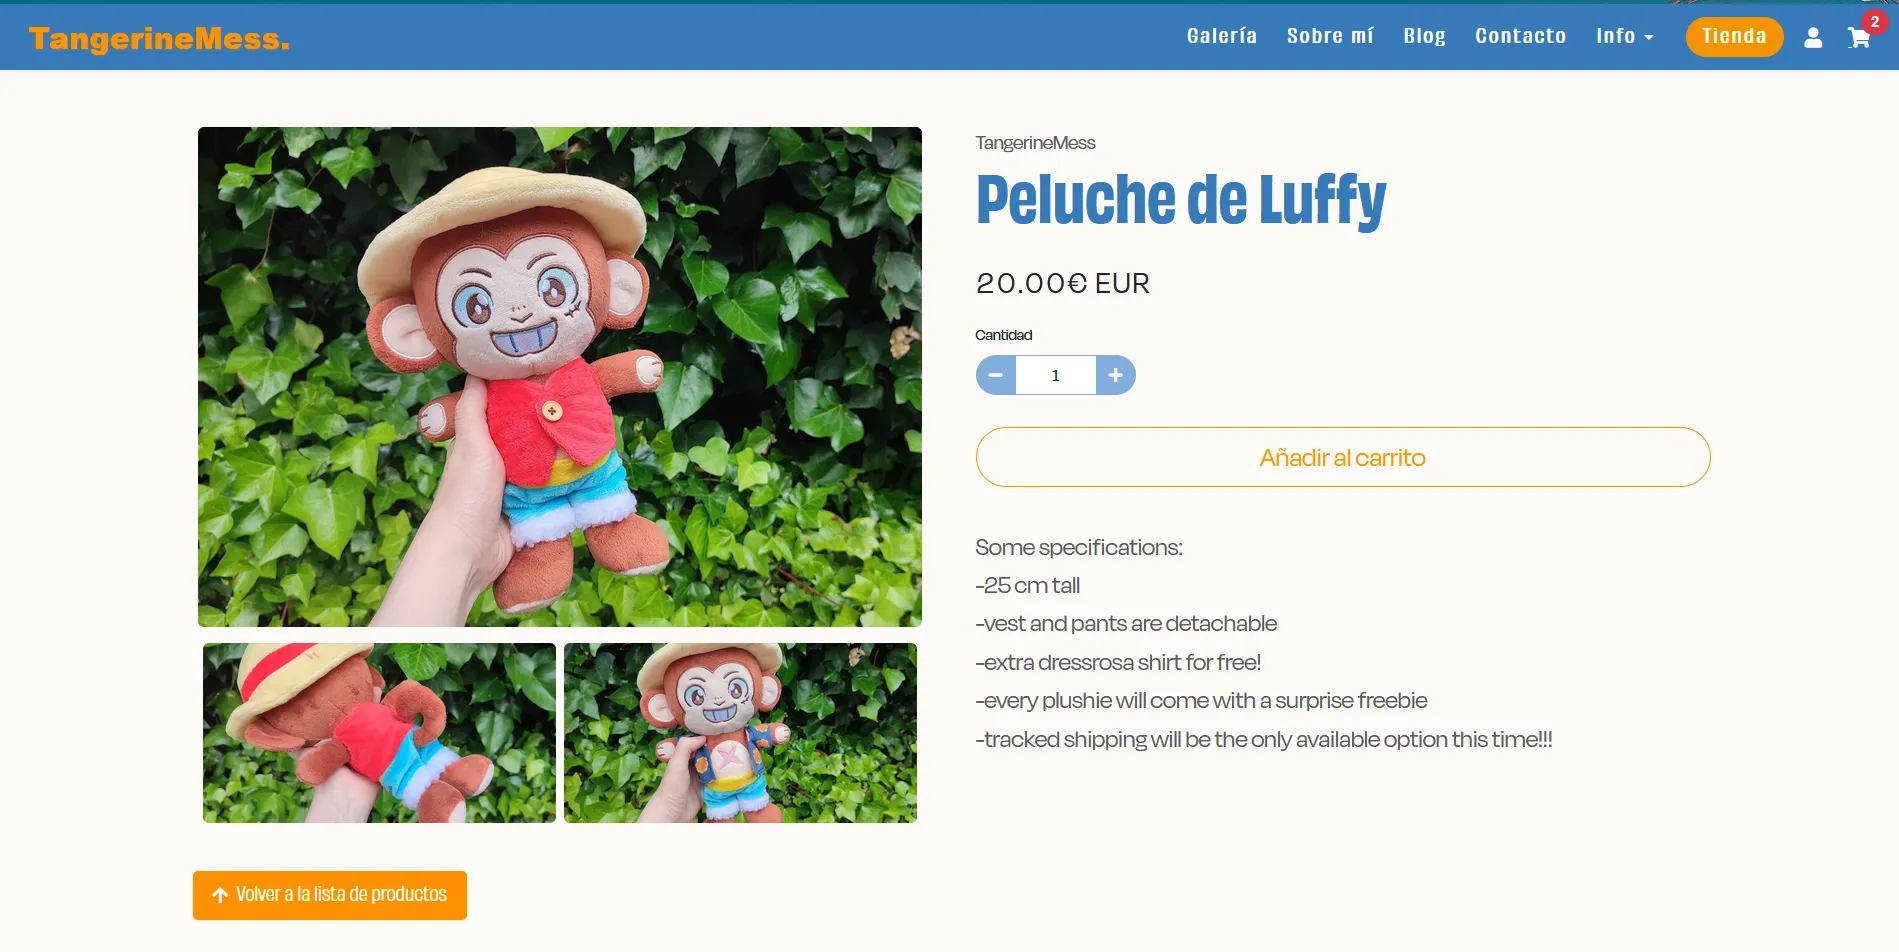 TangerineMess.
Galería Sobre mí Blog Contacto Info Tienda 2
TangerineMess
Peluche de Luffy
20.00€ EUR
Cantidad
1
Añadir al carrito
Some specifications:
-25 cm tall
-vest and pants are detachable
-extra dressrosa shirt for free!
-every plushie will come with a surprise freebie
-tracked shipping will be the only available option this time!!!
Volver a la lista de productos